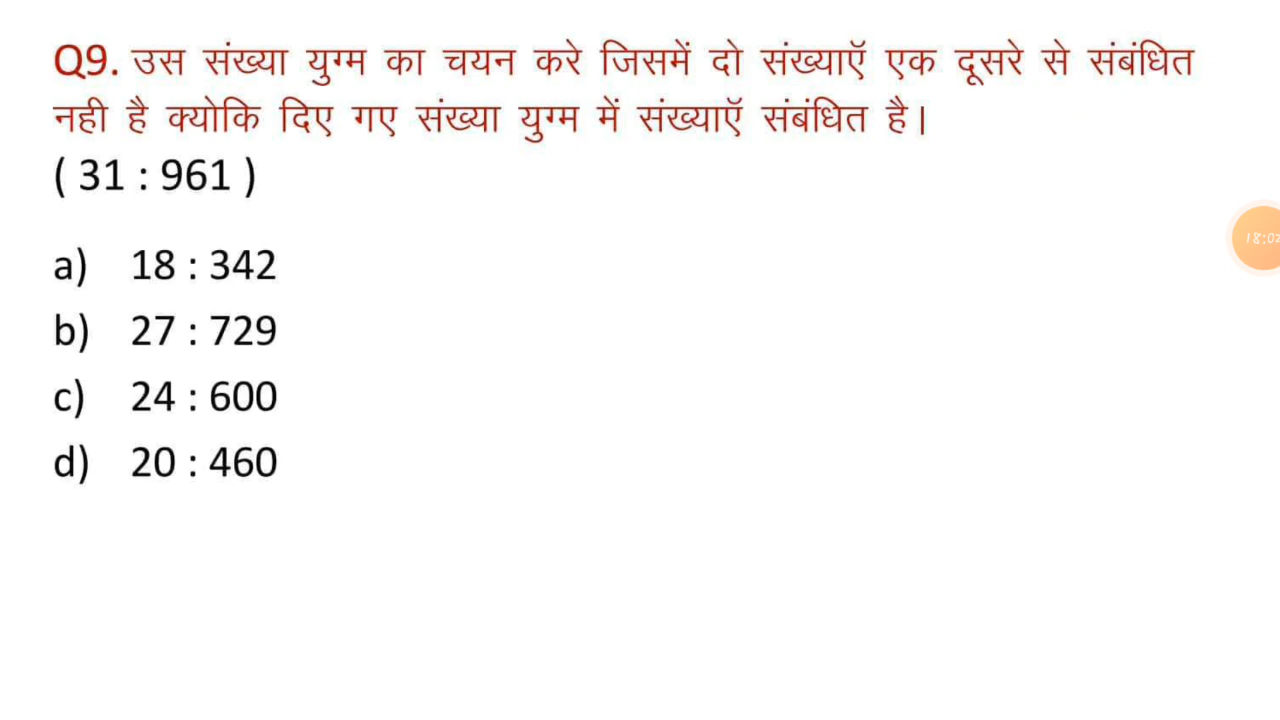 Q9. उस संख्या युग्म का चयन करे जिसमें दो संख्याऍ एक दूसरे से संबंधित
नही है क्योकि दिए गए संख्या युग्म में संख्याऍ संबंधित है।
( 31 : 961 )
a) 18 : 342
b) 27 : 729
c) 24 : 600
d) 20 : 460